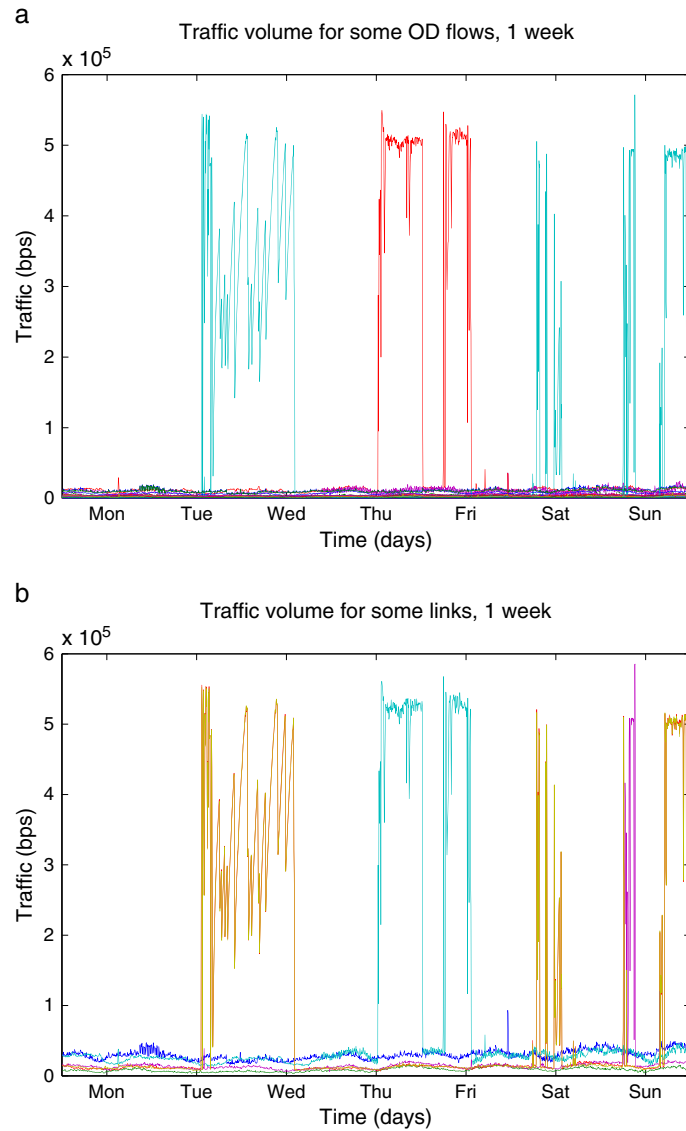 a
Traffic volume for some OD flows, 1 week
x 10^5
6
5
4
3
2
1
0
Traffic (bps)
Mon Tue Wed Thu Fri Sat Sun
Time (days)
b
Traffic volume for some links, 1 week
x 10^5
6
5
4
3
2
1
0
Traffic (bps)
Mon Tue Wed Thu Fri Sat Sun
Time (days)